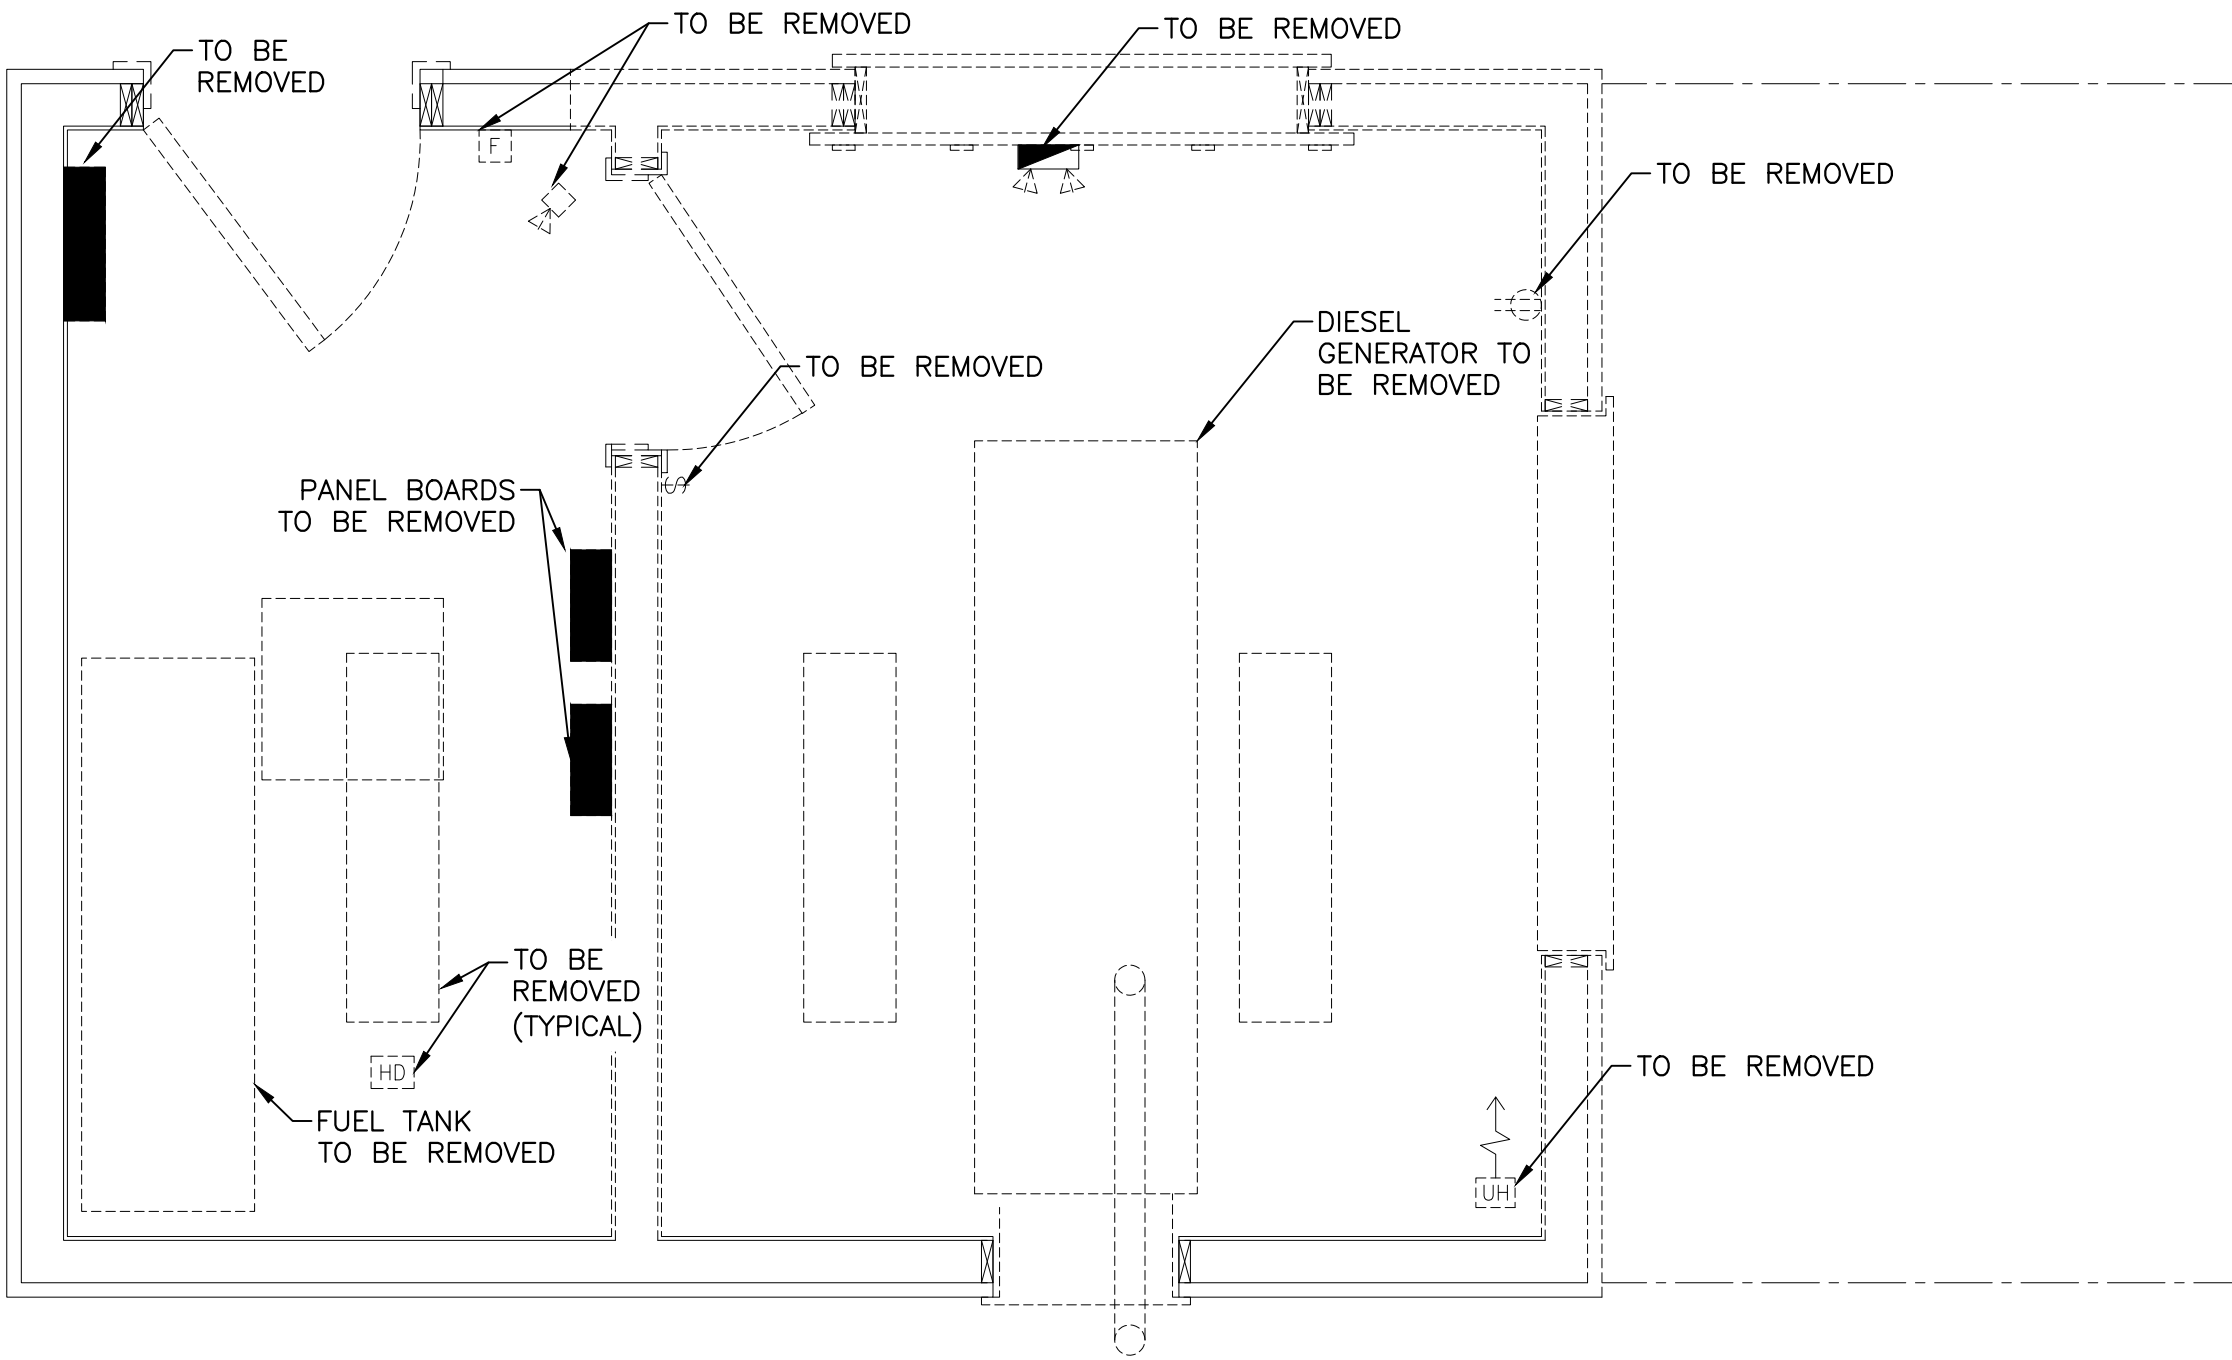 TO BE REMOVED
TO BE REMOVED
TO BE
REMOVED
F
TO BE REMOVED
DIESEL
GENERATOR TO
BE REMOVED
TO BE REMOVED
S
PANEL BOARDS
TO BE REMOVED
TO BE
REMOVED
(TYPICAL)
HD
TO BE REMOVED
FUEL TANK
TO BE REMOVED
UH